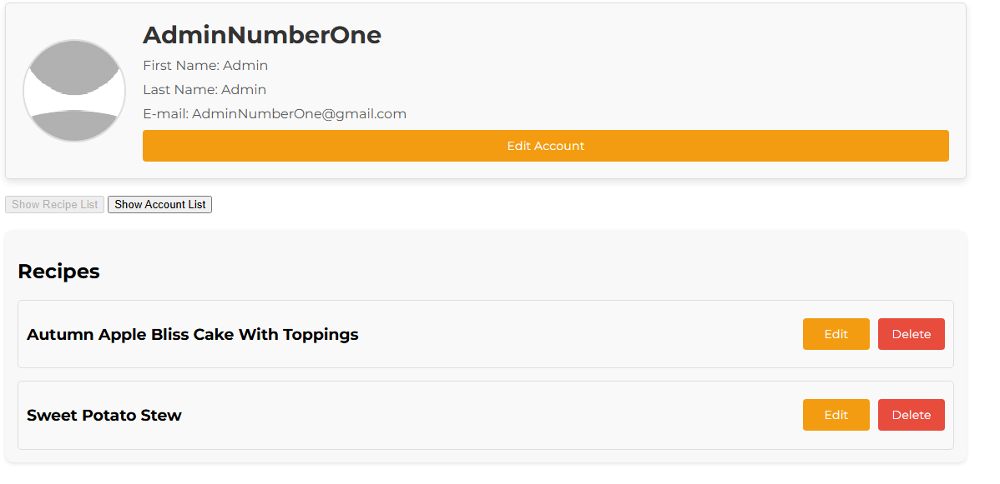 AdminNumberOne
First Name: Admin
Last Name: Admin
E-mail: AdminNumberOne@gmail.com
Edit Account
Show Recipe List Show Account List
Recipes
Autumn Apple Bliss Cake With Toppings Edit Delete
Sweet Potato Stew Edit Delete